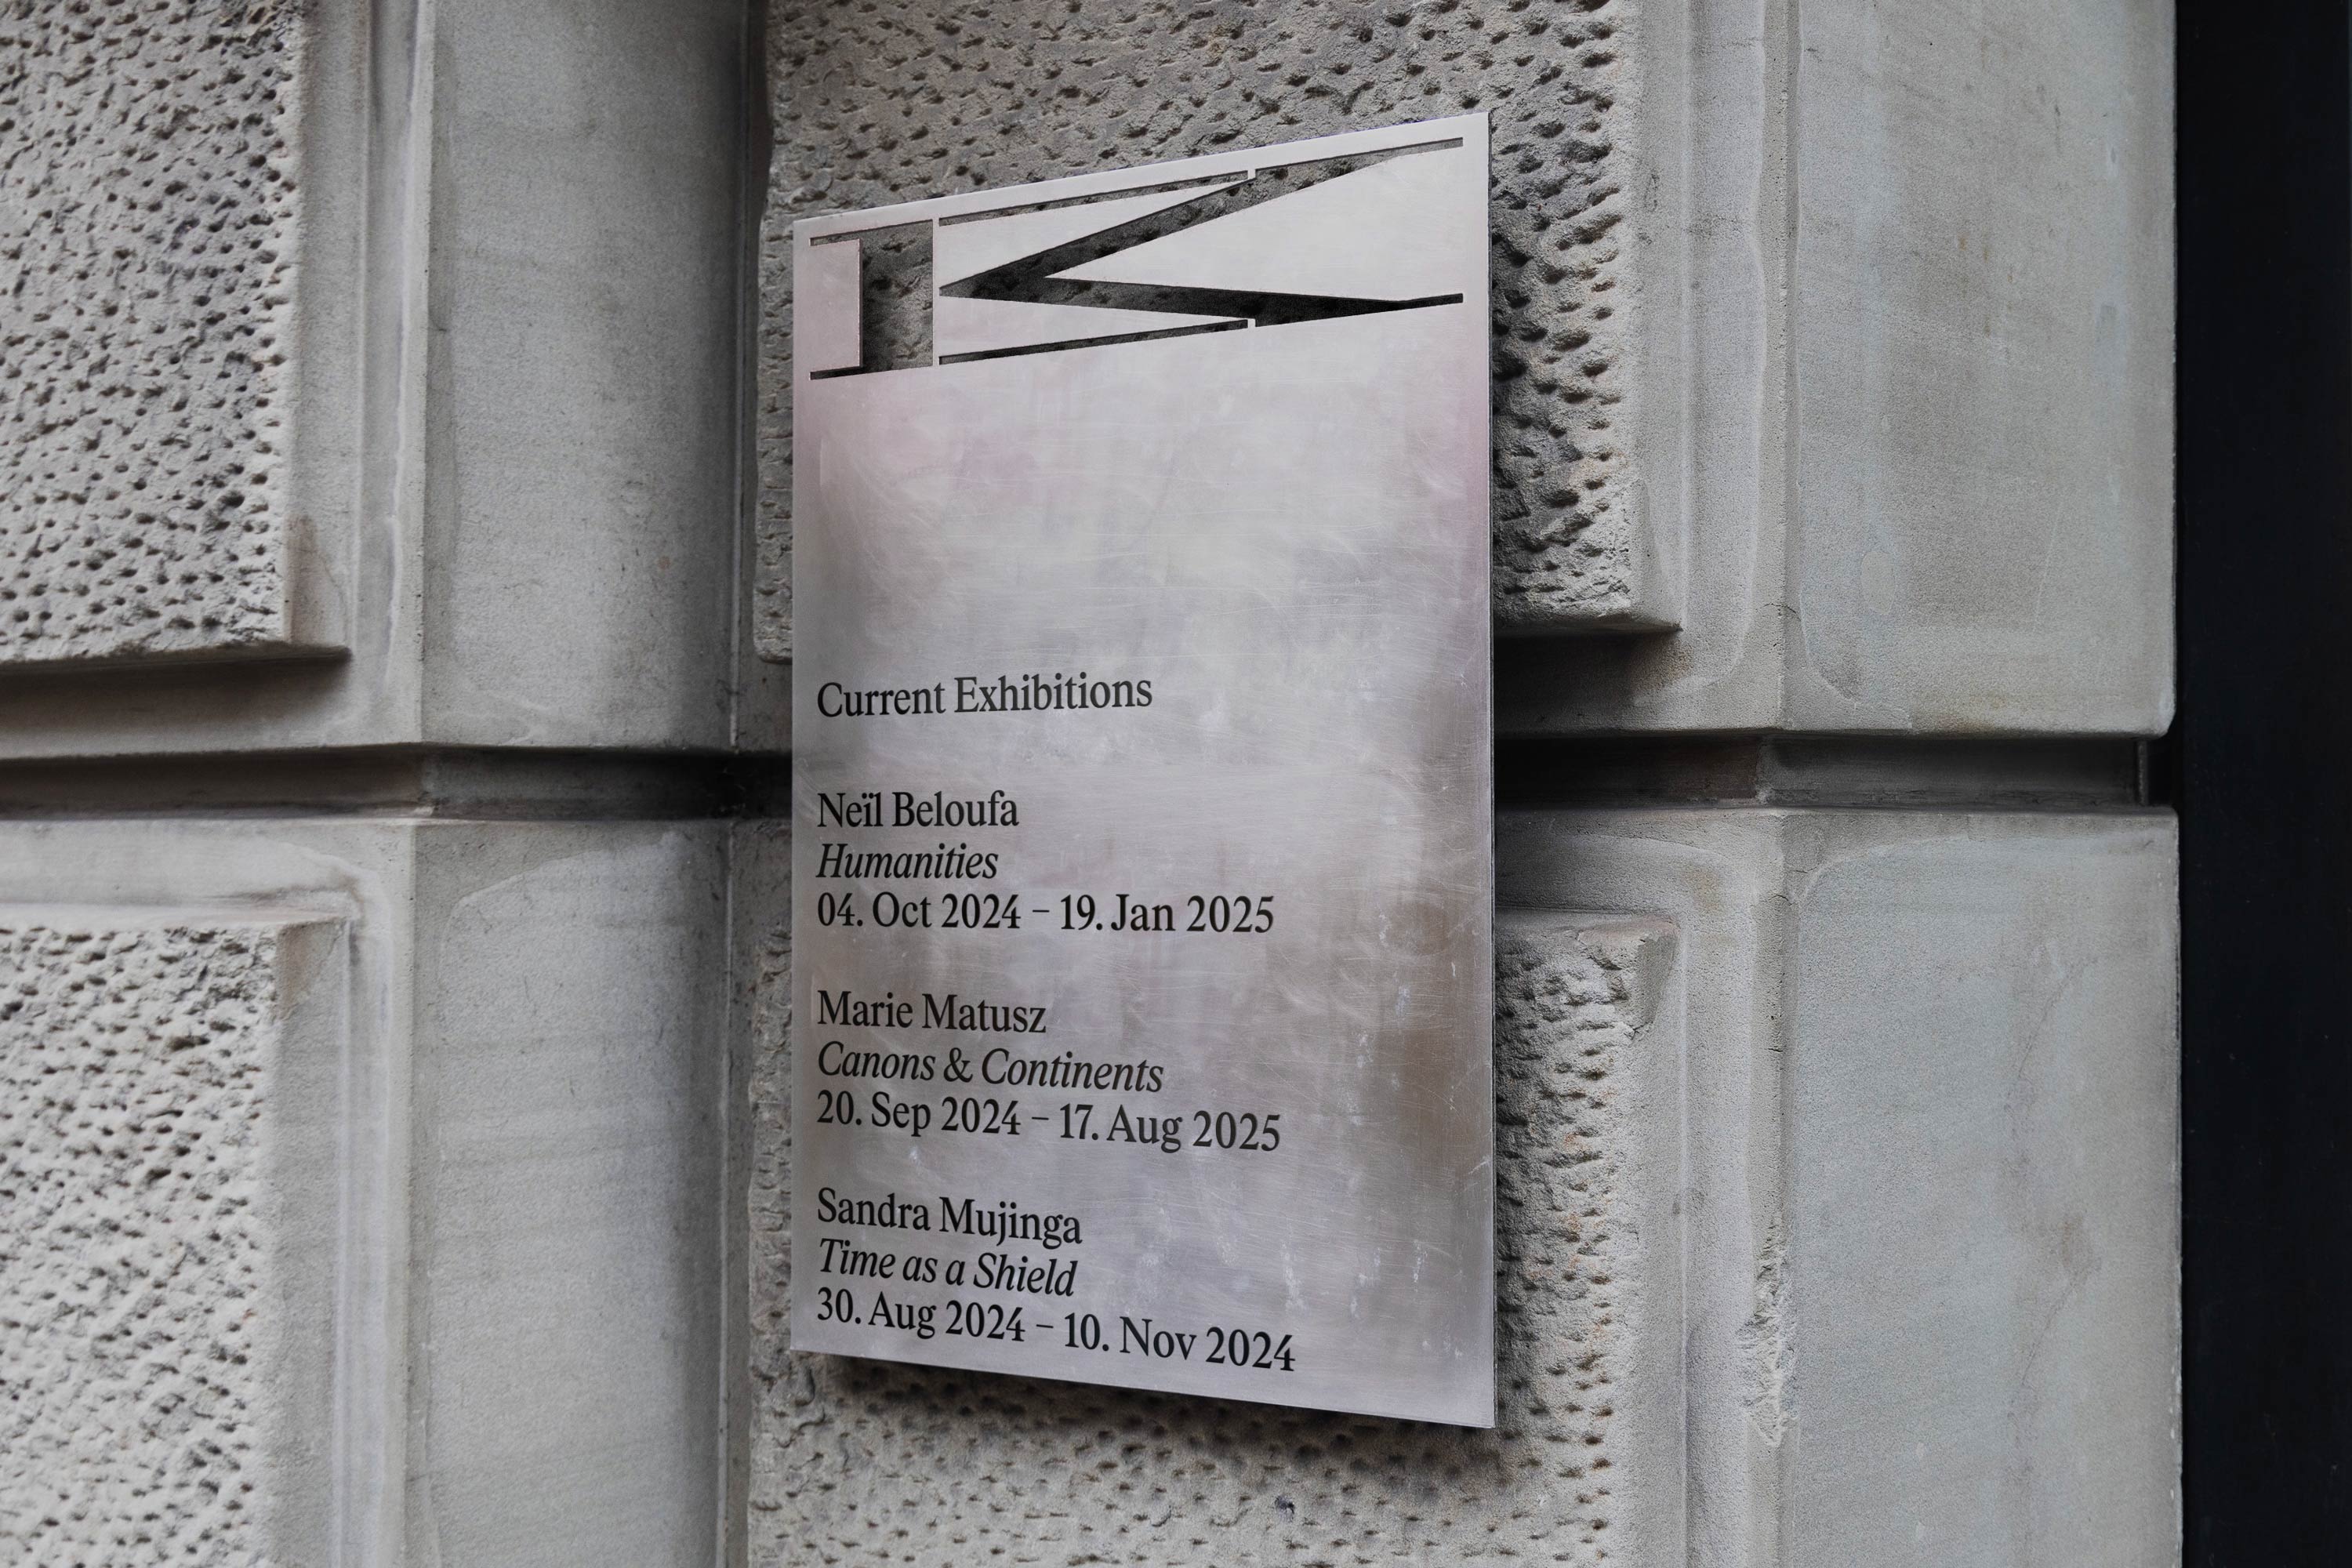 K
Current Exhibitions
Neïl Beloufa
Humanities
04. Oct 2024 – 19. Jan 2025
Marie Matusz
Canons & Continents
20. Sep 2024 – 17. Aug 2025
Sandra Mujinga
Time as a Shield
30. Aug 2024 – 10. Nov 2024